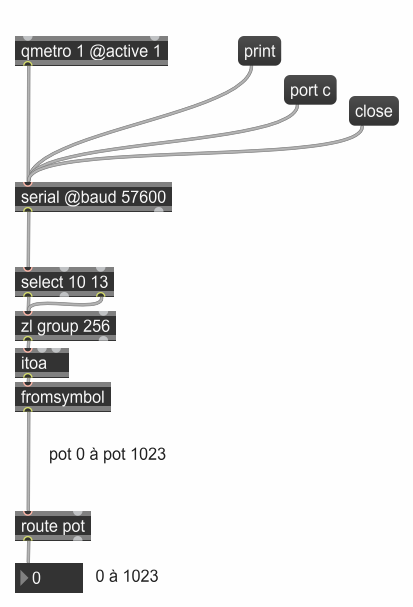 qmetro 1 @active 1
print
port c
close
serial @baud 57600
select 10 13
zl group 256
itoa
fromsymbol
pot 0 à pot 1023
route pot
0
0 à 1023